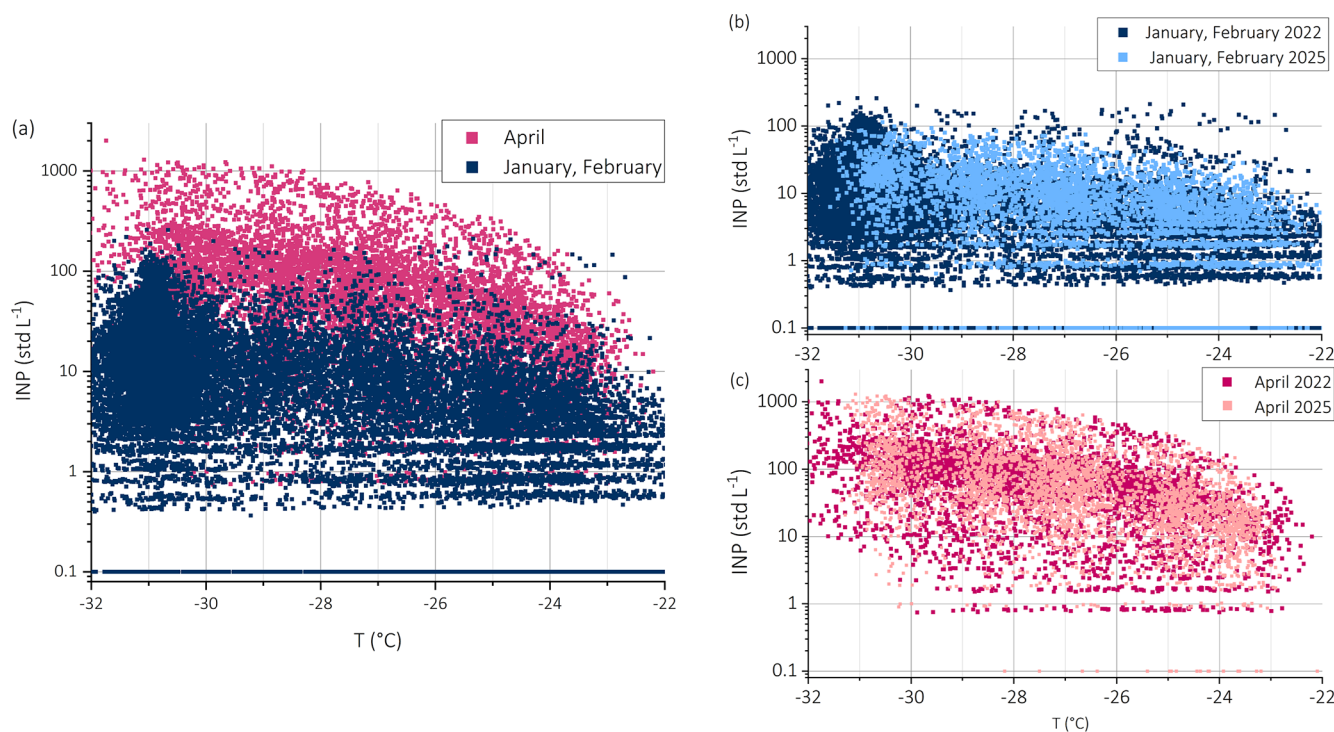 (a)
April
January, February
INP (std L⁻¹)
1000
100
10
1
0.1
-32
-30
-28
-26
-24
-22
T (°C)
(b)
January, February 2022
January, February 2025
INP (std L⁻¹)
1000
100
10
1
0.1
-32
-30
-28
-26
-24
-22
(c)
April 2022
April 2025
INP (std L⁻¹)
1000
100
10
1
0.1
-32
-30
-28
-26
-24
-22
T (°C)